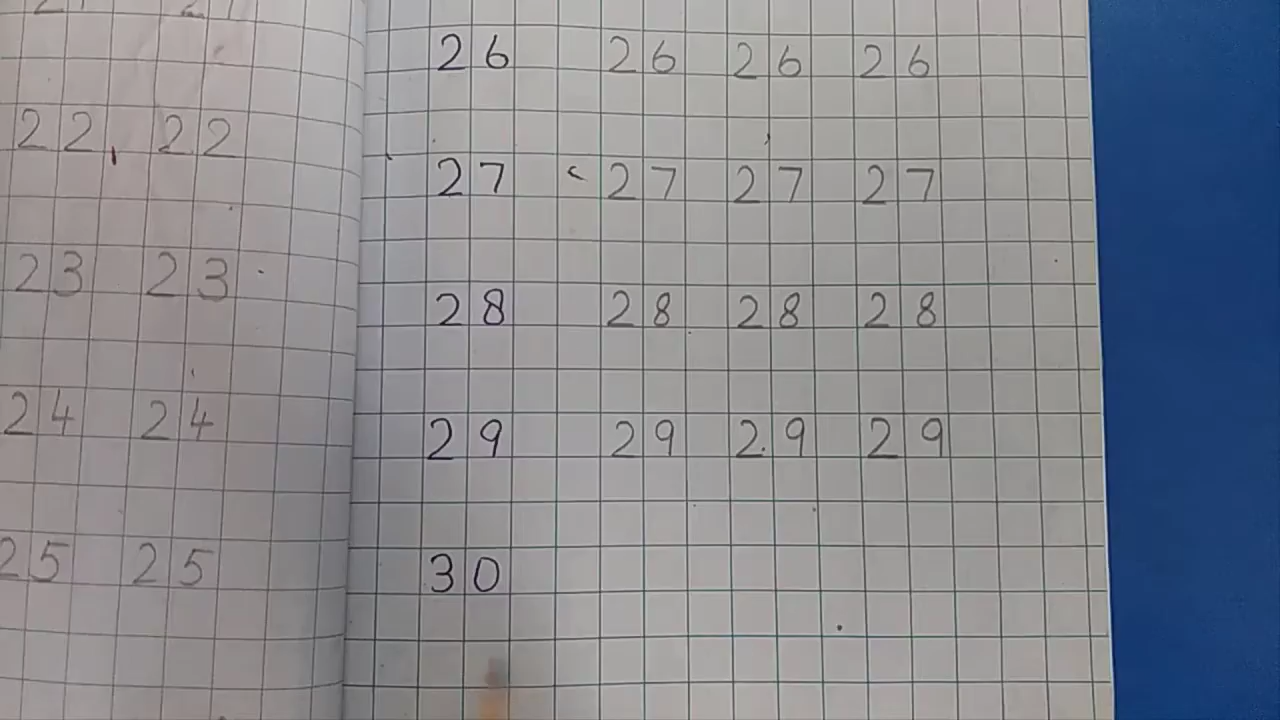 22, 22
23 23
24 24
25 25
26 26 26 26
27 27 27 27
28 28 28 28
29 29 29 29
30